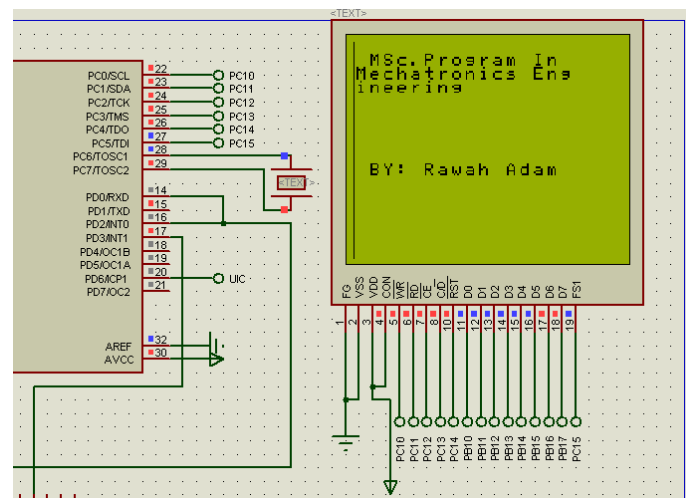 <TEXT>
MSc.Program In
Mechatronics Eng
ineering
BY: Rawah Adam
PC0/SCL 22 PC10
PC1/SDA 23 PC11
PC2/TCK 24 PC12
PC3/TMS 25 PC13
PC4/TDO 26 PC14
PC5/TDI 27 PC15
PC6/TOSC1 28
PC7/TOSC2 29
<TEXT>
PD0/RXD 14
PD1/TXD 15
PD2/INT0 16
PD3/INT1 17
PD4/OC1B 18
PD5/OC1A 19
PD6/ICP1 20 UIC
PD7/OC2 21
AREF 32
AVCC 30
FG VSS VDD CON WR RD CE C/D RST D0 D1 D2 D3 D4 D5 D6 D7 FS1
1 2 3 4 5 6 7 8 10 11 12 13 14 15 16 17 18 19
PC10 PC11 PC12 PC13 PC14 PB10 PB11 PB12 PB13 PB14 PB15 PB16 PB17 PC15